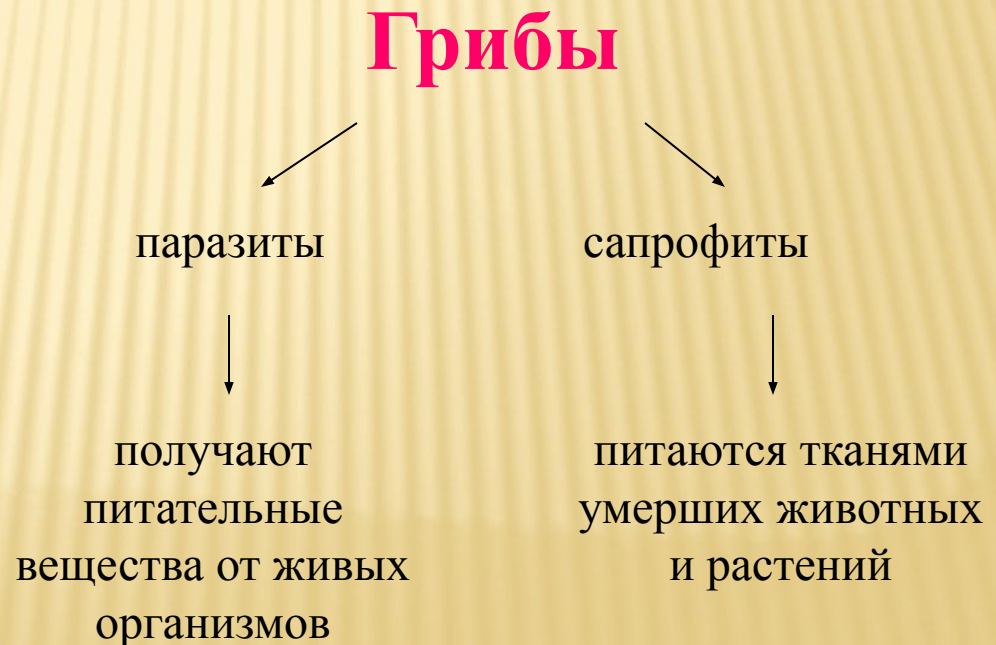 Грибы
паразиты
сапрофиты
получают
питательные
вещества от живых
организмов
питаются тканями
умерших животных
и растений